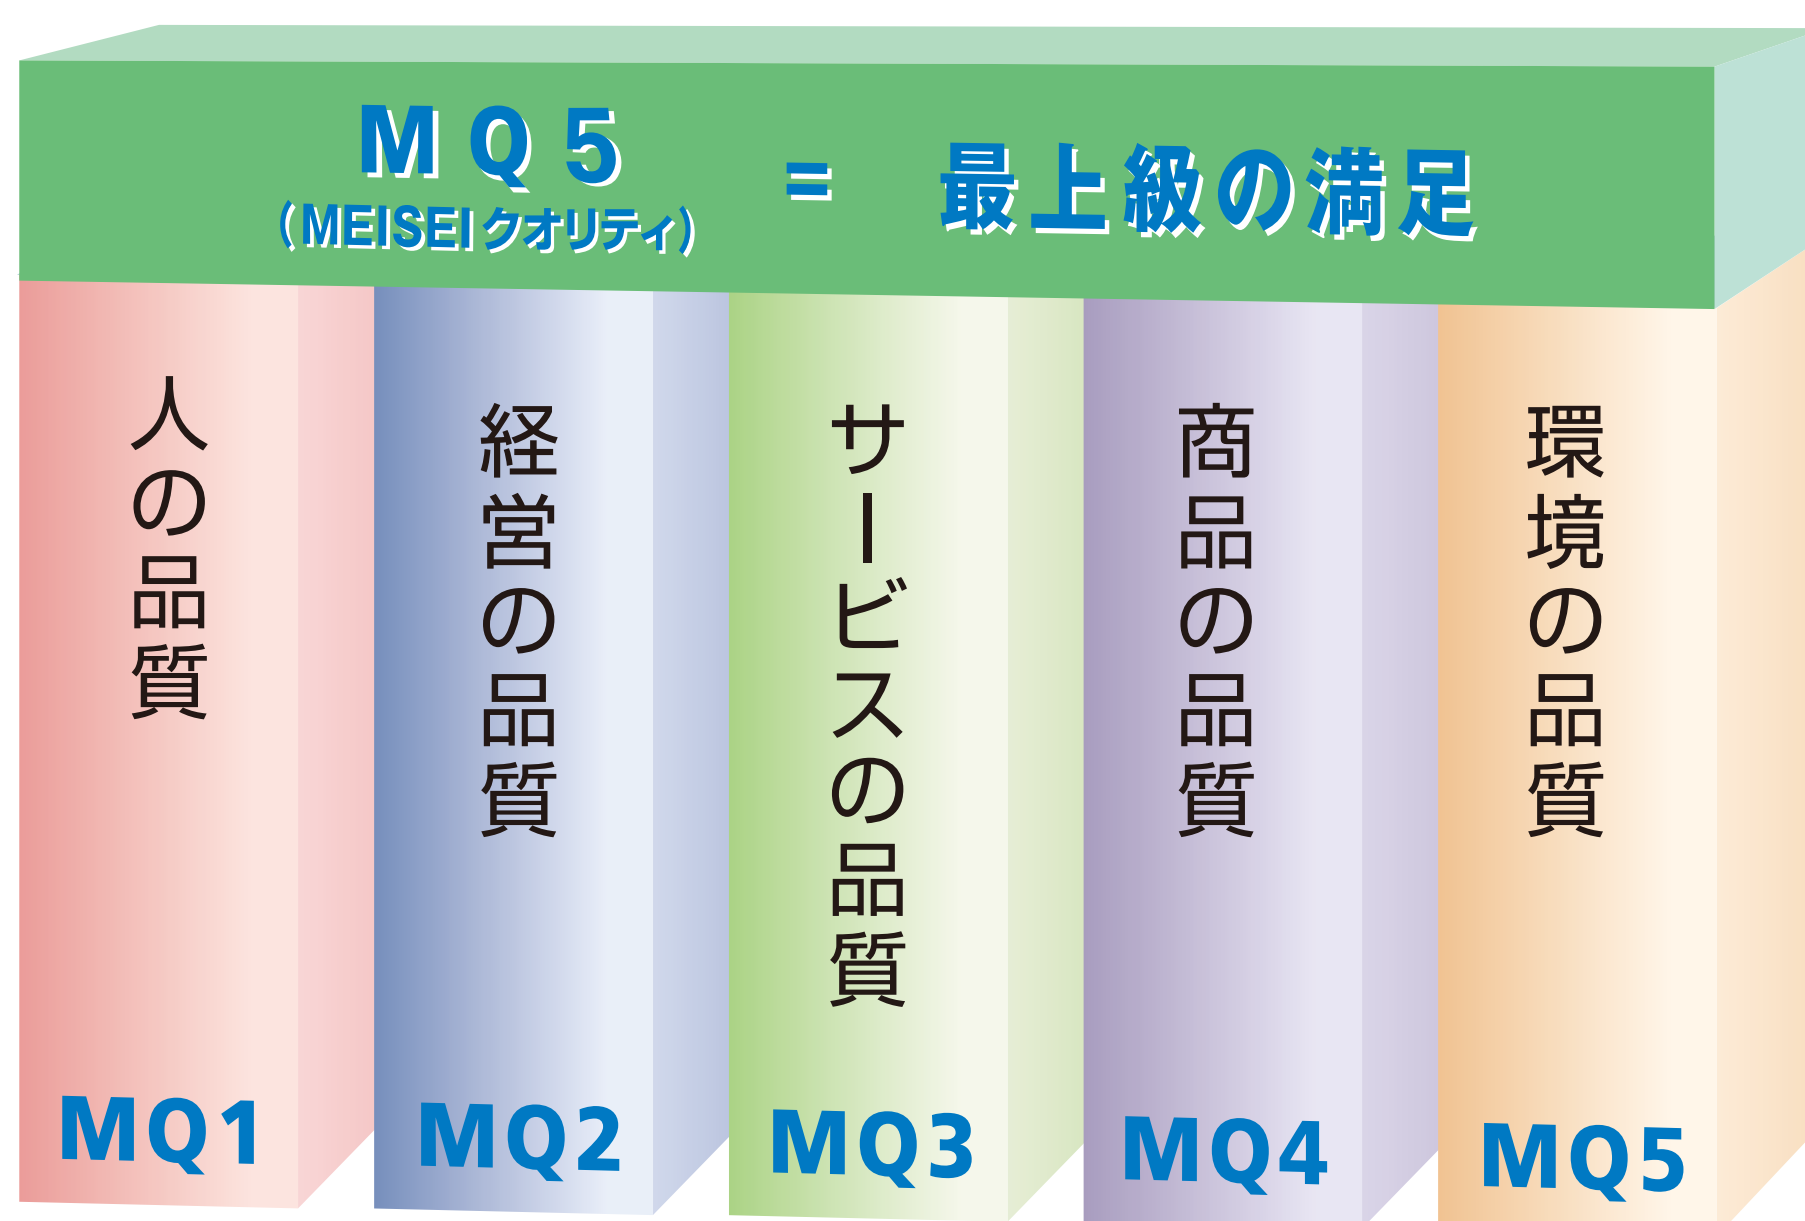 MQ5
(MEISEIクオリティ)
= 最上級の満足
人の品質
MQ1
経営の品質
MQ2
サービスの品質
MQ3
商品の品質
MQ4
環境の品質
MQ5